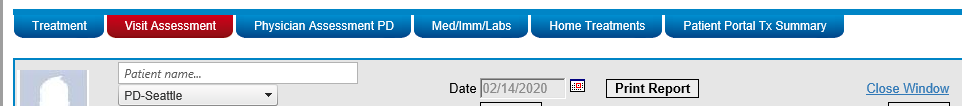 Treatment Visit Assessment Physician Assessment PD Med/Imm/Labs Home Treatments Patient Portal Tx Summary
Patient name... Date 02/14/2020 Print Report Close Window
PD-Seattle